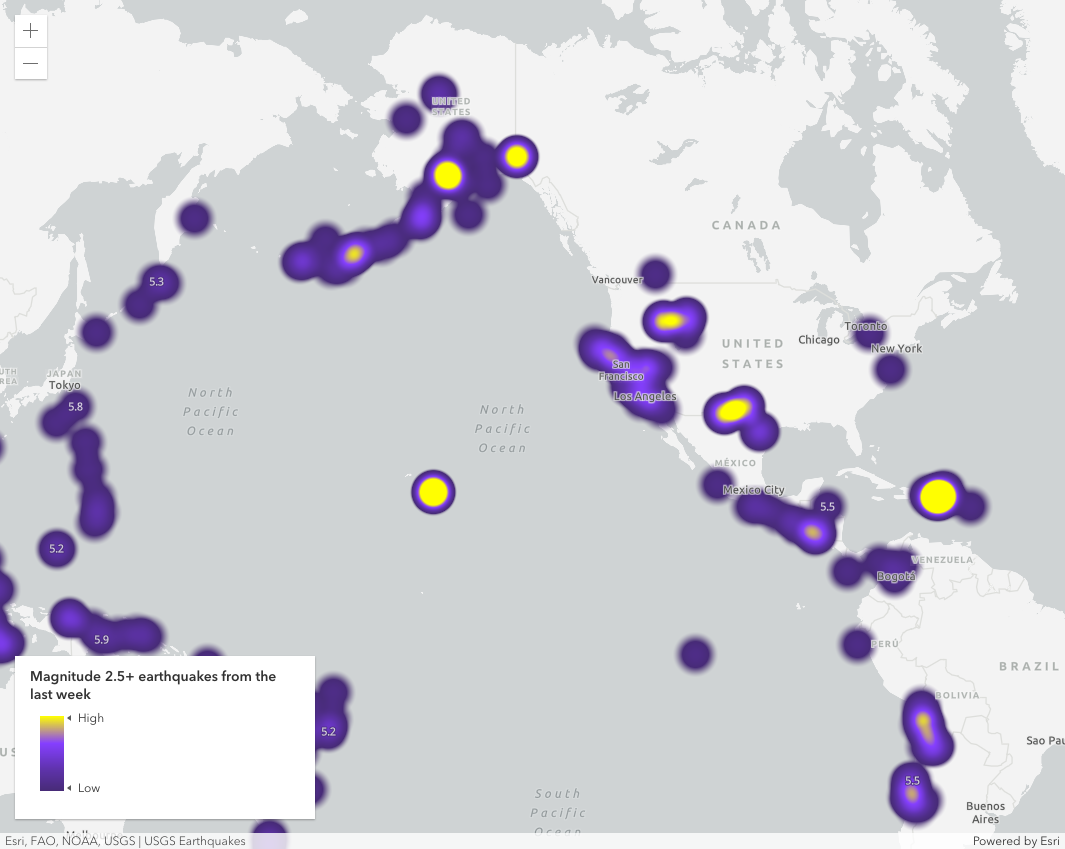 +
−
UNITED
STATES
CANADA
Vancouver
5.3
Toronto
Chicago
New York
UNITED
STATES
San
Francisco
Los Angeles
JAPAN
Tokyo
5.8
North
Pacific
Ocean
North
Pacific
Ocean
MÉXICO
Mexico City
5.5
5.2
VENEZUELA
Bogotá
5.9
PERÚ
BRAZIL
BOLIVIA
5.2
Sao Pau
5.5
Buenos
Aires
South
Pacific
Ocean
Magnitude 2.5+ earthquakes from the
last week
High
Low
Esri, FAO, NOAA, USGS | USGS Earthquakes
Powered by Esri